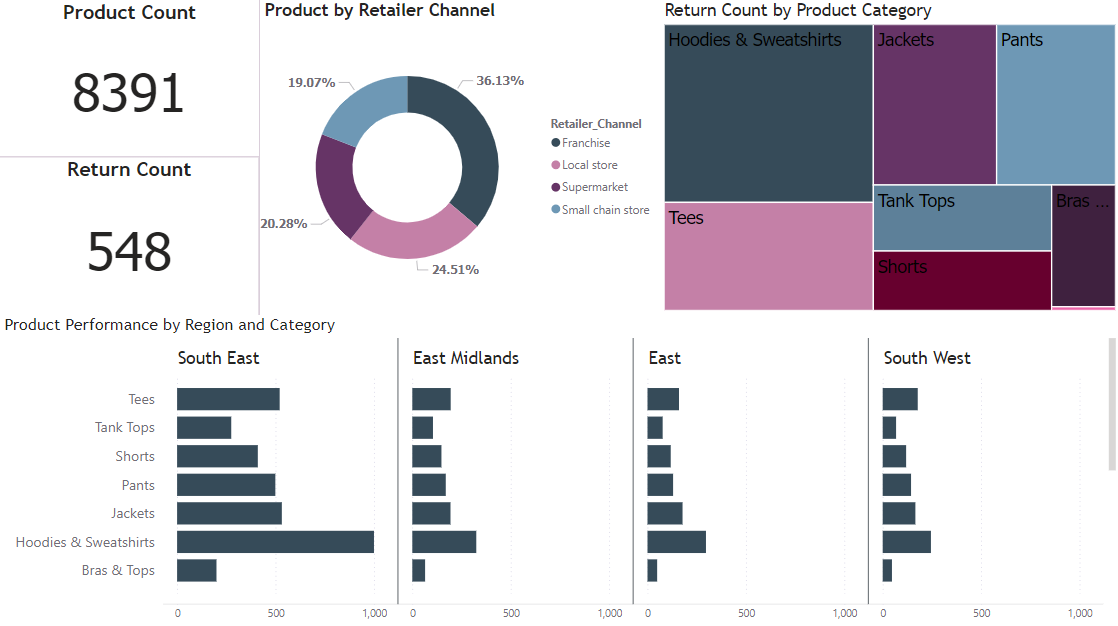 Product Count
8391
Return Count
548
Product by Retailer Channel
19.07%
36.13%
20.28%
24.51%
Retailer_Channel
Franchise
Local store
Supermarket
Small chain store
Return Count by Product Category
Hoodies & Sweatshirts
Jackets
Pants
Tees
Tank Tops
Bras ...
Shorts
Product Performance by Region and Category
South East
East Midlands
East
South West
Tees
Tank Tops
Shorts
Pants
Jackets
Hoodies & Sweatshirts
Bras & Tops
0 500 1,000
0 500 1,000
0 500 1,000
0 500 1,000